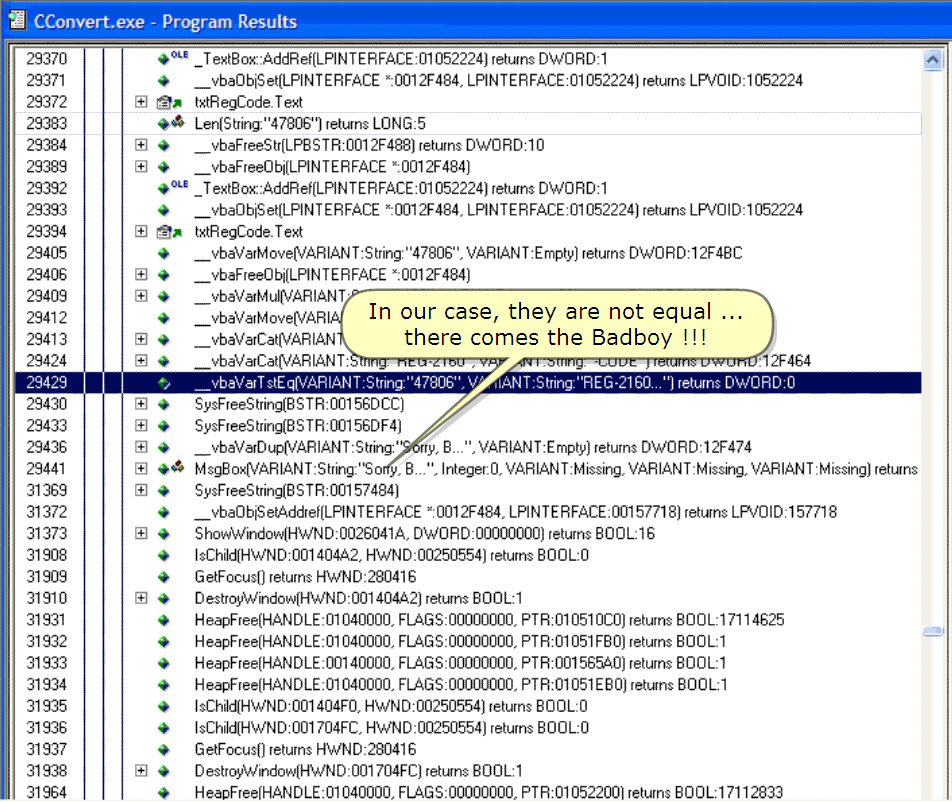 CConvert.exe - Program Results
29370 OLE _TextBox::AddRef(LPINTERFACE:01052224) returns DWORD:1
29371 __vbaObjSet(LPINTERFACE *:0012F484, LPINTERFACE:01052224) returns LPVOID:1052224
29372 txtRegCode.Text
29383 Len(String:"47806") returns LONG:5
29384 __vbaFreeStr(LPBSTR:0012F488) returns DWORD:10
29389 __vbaFreeObj(LPINTERFACE *:0012F484)
29392 OLE _TextBox::AddRef(LPINTERFACE:01052224) returns DWORD:1
29393 __vbaObjSet(LPINTERFACE *:0012F484, LPINTERFACE:01052224) returns LPVOID:1052224
29394 txtRegCode.Text
29405 __vbaVarMove(VARIANT:String:"47806", VARIANT:Empty) returns DWORD:12F4BC
29406 __vbaFreeObj(LPINTERFACE *:0012F484)
29409 __vbaVarMul(VARIANT:
29412 __vbaVarMove(VARIA
29413 __vbaVarCat(VARIANT
In our case, they are not equal ...
there comes the Badboy !!!
29424 __vbaVarCat(VARIANT:String:"REG-2160", VARIANT:String:"-CODE") returns DWORD:12F464
29429 __vbaVarTstEq(VARIANT:String:"47806", VARIANT:String:"REG-2160...") returns DWORD:0
29430 SysFreeString(BSTR:00156DCC)
29433 SysFreeString(BSTR:00156DF4)
29436 __vbaVarDup(VARIANT:String:"Sorry, B...", VARIANT:Empty) returns DWORD:12F474
29441 MsgBox(VARIANT:String:"Sorry, B...", Integer:0, VARIANT:Missing, VARIANT:Missing, VARIANT:Missing) returns
31369 SysFreeString(BSTR:00157484)
31372 __vbaObjSetAddref(LPINTERFACE *:0012F484, LPINTERFACE:00157718) returns LPVOID:157718
31373 ShowWindow(HWND:0026041A, DWORD:00000000) returns BOOL:16
31908 IsChild(HWND:001404A2, HWND:00250554) returns BOOL:0
31909 GetFocus() returns HWND:280416
31910 DestroyWindow(HWND:001404A2) returns BOOL:1
31931 HeapFree(HANDLE:01040000, FLAGS:00000000, PTR:010510C0) returns BOOL:17114625
31932 HeapFree(HANDLE:01040000, FLAGS:00000000, PTR:01051FB0) returns BOOL:1
31933 HeapFree(HANDLE:00140000, FLAGS:00000000, PTR:001565A0) returns BOOL:1
31934 HeapFree(HANDLE:01040000, FLAGS:00000000, PTR:01051EB0) returns BOOL:1
31935 IsChild(HWND:001404F0, HWND:00250554) returns BOOL:0
31936 IsChild(HWND:001704FC, HWND:00250554) returns BOOL:0
31937 GetFocus() returns HWND:280416
31938 DestroyWindow(HWND:001704FC) returns BOOL:1
31964 HeapFree(HANDLE:01040000, FLAGS:00000000, PTR:01052200) returns BOOL:17112833